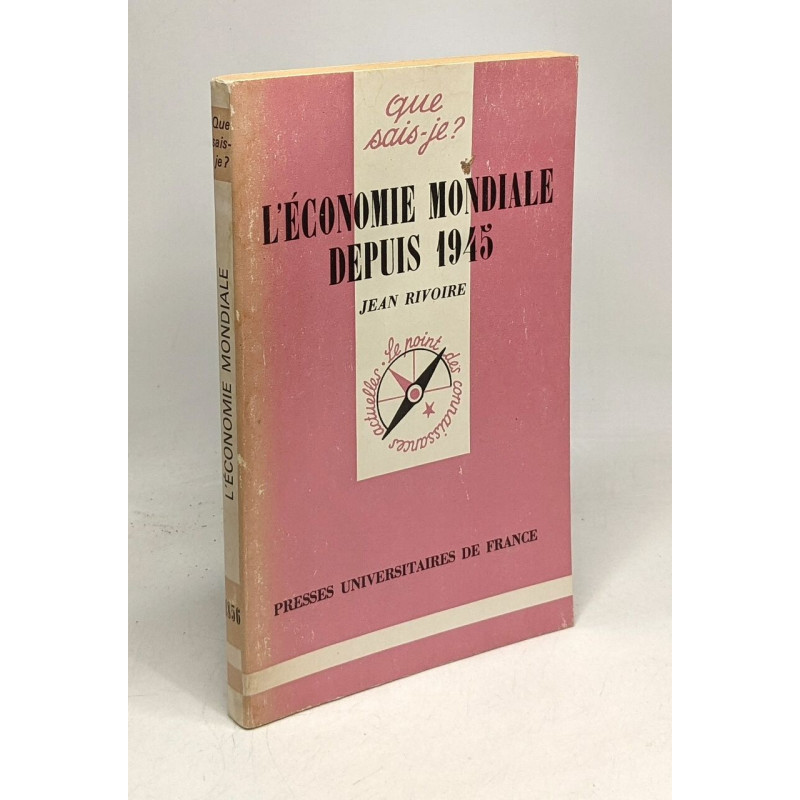 que
sais-je?
L'ÉCONOMIE MONDIALE
DEPUIS 1945
JEAN RIVOIRE
Le point des connaissances actuelles.
PRESSES UNIVERSITAIRES DE FRANCE
Que
sais-
je?
L'ÉCONOMIE MONDIALE
1856